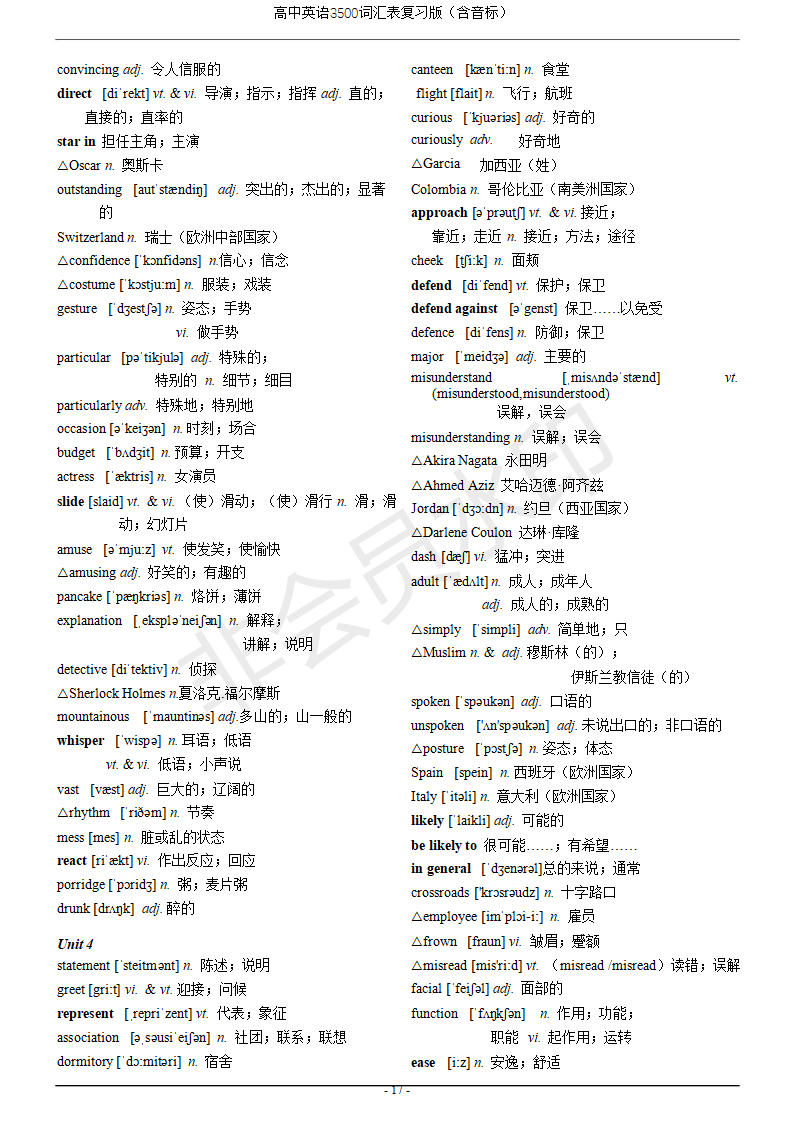 高中英语3500词汇表复习版（含音标）
convincing adj. 令人信服的
direct [diˈrekt] vt. & vi. 导演；指示；指挥 adj. 直的；
直接的；直率的
star in 担任主角；主演
△Oscar n. 奥斯卡
outstanding [autˈstændiŋ] adj. 突出的；杰出的；显著
的
Switzerland n. 瑞士（欧洲中部国家）
△confidence [ˈkɔnfidəns] n.信心；信念
△costume [ˈkɔstju:m] n. 服装；戏装
gesture [ˈdʒestʃə] n. 姿态；手势
vi. 做手势
particular [pəˈtikjulə] adj. 特殊的；
特别的 n. 细节；细目
particularly adv. 特殊地；特别地
occasion [əˈkeiʒən] n.时刻；场合
budget [ˈbʌdʒit] n.预算；开支
actress [ˈæktris] n. 女演员
slide [slaid] vt. & vi. （使）滑动；（使）滑行 n. 滑；滑
动；幻灯片
amuse [əˈmju:z] vt. 使发笑；使愉快
△amusing adj. 好笑的；有趣的
pancake [ˈpæŋkriəs] n. 烙饼；薄饼
explanation [ˌekspləˈneiʃən] n. 解释；
讲解；说明
detective [diˈtektiv] n. 侦探
△Sherlock Holmes n.夏洛克.福尔摩斯
mountainous [ˈmauntinəs] adj.多山的；山一般的
whisper [ˈwispə] n.耳语；低语
vt. & vi. 低语；小声说
vast [væst] adj. 巨大的；辽阔的
△rhythm [ˈriðəm] n. 节奏
mess [mes] n. 脏或乱的状态
react [riˈækt] vi. 作出反应；回应
porridge [ˈpɔridʒ] n. 粥；麦片粥
drunk [drʌŋk] adj.醉的
Unit 4
statement [ˈsteitmənt] n. 陈述；说明
greet [gri:t] vi. & vt.迎接；问候
represent [ˌrepriˈzent] vt. 代表；象征
association [əˌsəusiˈeiʃən] n. 社团；联系；联想
dormitory [ˈdɔ:mitəri] n. 宿舍
canteen [kænˈti:n] n. 食堂
flight [flait] n. 飞行；航班
curious [ˈkjuəriəs] adj. 好奇的
curiously adv. 好奇地
△Garcia 加西亚（姓）
Colombia n. 哥伦比亚（南美洲国家）
approach [əˈprəutʃ] vt. & vi.接近；
靠近；走近 n. 接近；方法；途径
cheek [tʃi:k] n. 面颊
defend [diˈfend] vt. 保护；保卫
defend against [əˈgenst] 保卫……以免受
defence [diˈfens] n. 防御；保卫
major [ˈmeidʒə] adj. 主要的
misunderstand [ˌmisʌndəˈstænd] vt.
(misunderstood,misunderstood)
误解，误会
misunderstanding n. 误解；误会
△Akira Nagata 永田明
△Ahmed Aziz 艾哈迈德·阿齐兹
Jordan [ˈdʒɔ:dn] n. 约旦（西亚国家）
△Darlene Coulon 达琳·库隆
dash [dæʃ] vi. 猛冲；突进
adult [ˈædʌlt] n. 成人；成年人
adj. 成人的；成熟的
△simply [ˈsimpli] adv. 简单地；只
△Muslim n. & adj.穆斯林（的）；
伊斯兰教信徒（的）
spoken [ˈspəukən] adj. 口语的
unspoken ['ʌn'spəukən] adj.未说出口的；非口语的
△posture [ˈpɔstʃə] n.姿态；体态
Spain [spein] n.西班牙（欧洲国家）
Italy [ˈitəli] n. 意大利（欧洲国家）
likely [ˈlaikli] adj. 可能的
be likely to 很可能……；有希望……
in general [ˈdʒenərəl]总的来说；通常
crossroads ['krɔsrəudz] n. 十字路口
△employee [imˈplɔi-i:] n. 雇员
△frown [fraun] vi. 皱眉；蹙额
△misread [mis'ri:d] vt. （misread /misread）读错；误解
facial [ˈfeiʃəl] adj. 面部的
function [ˈfʌŋkʃən] n. 作用；功能；
职能 vi. 起作用；运转
ease [i:z] n. 安逸；舒适
- 17 -
非会员水印